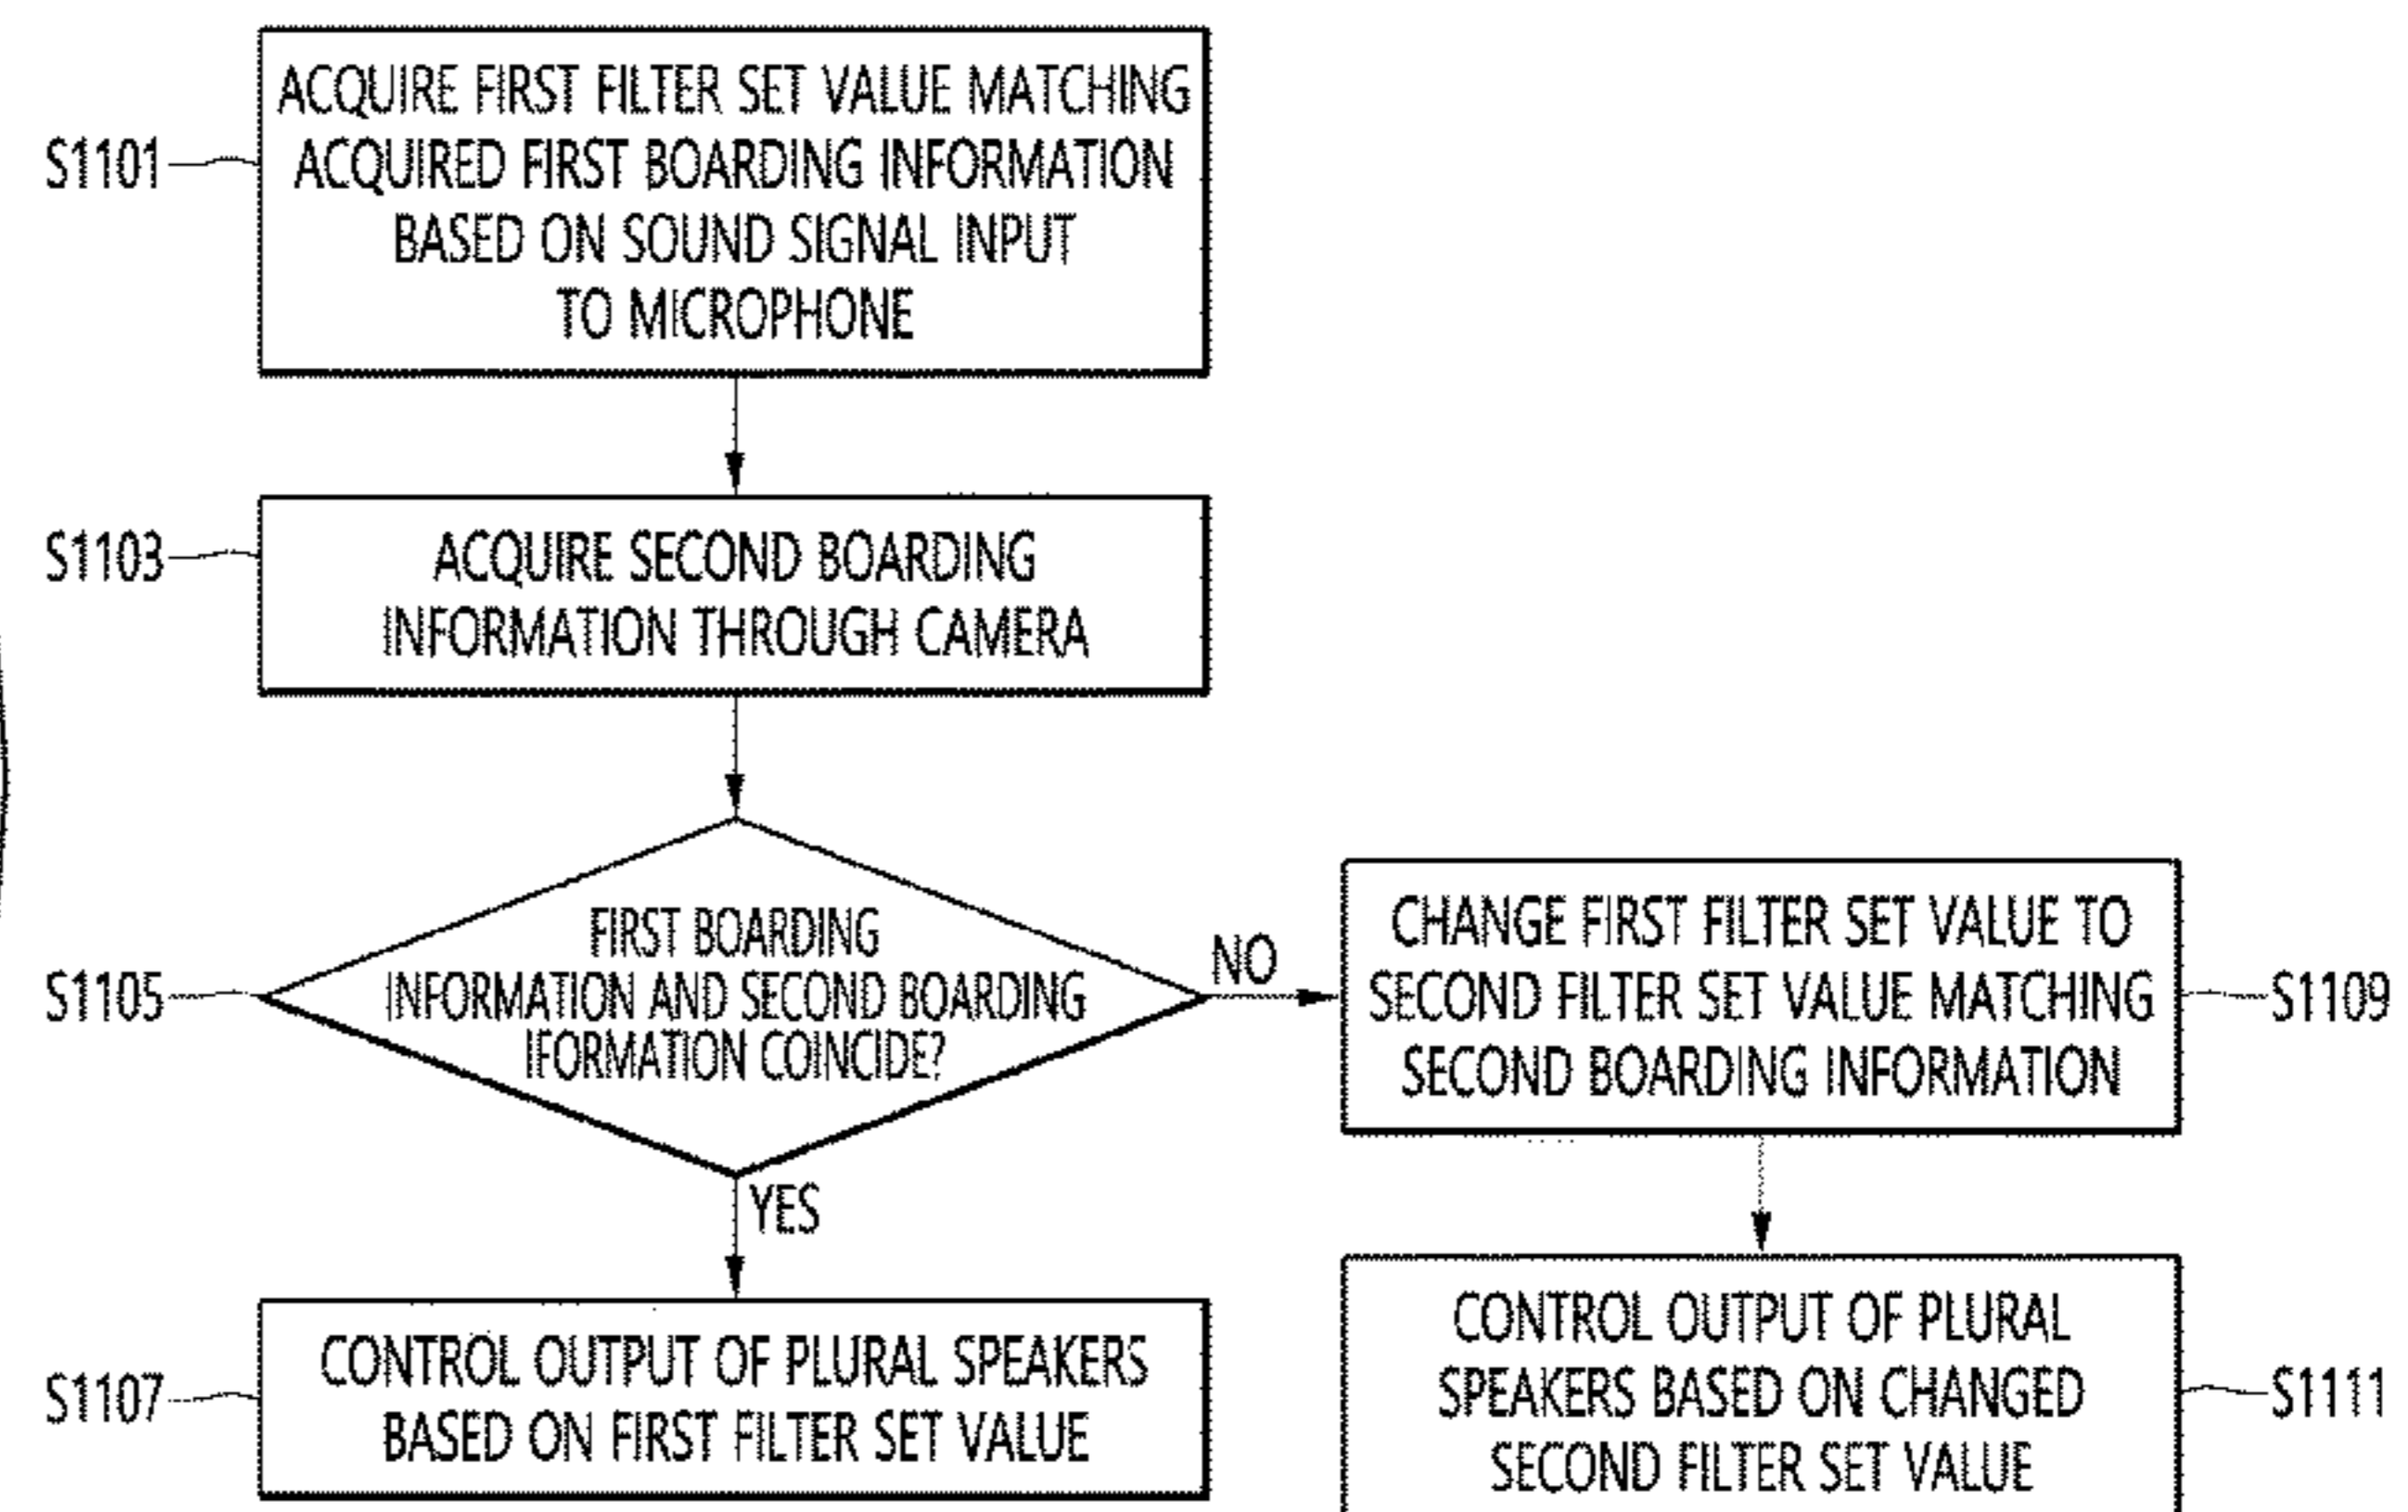 S1101
ACQUIRE FIRST FILTER SET VALUE MATCHING
ACQUIRED FIRST BOARDING INFORMATION
BASED ON SOUND SIGNAL INPUT
TO MICROPHONE
S1103
ACQUIRE SECOND BOARDING
INFORMATION THROUGH CAMERA
S1105
FIRST BOARDING
INFORMATION AND SECOND BOARDING
IFORMATION COINCIDE?
NO
YES
S1107
CONTROL OUTPUT OF PLURAL SPEAKERS
BASED ON FIRST FILTER SET VALUE
CHANGE FIRST FILTER SET VALUE TO
SECOND FILTER SET VALUE MATCHING
SECOND BOARDING INFORMATION
S1109
CONTROL OUTPUT OF PLURAL
SPEAKERS BASED ON CHANGED
SECOND FILTER SET VALUE
S1111